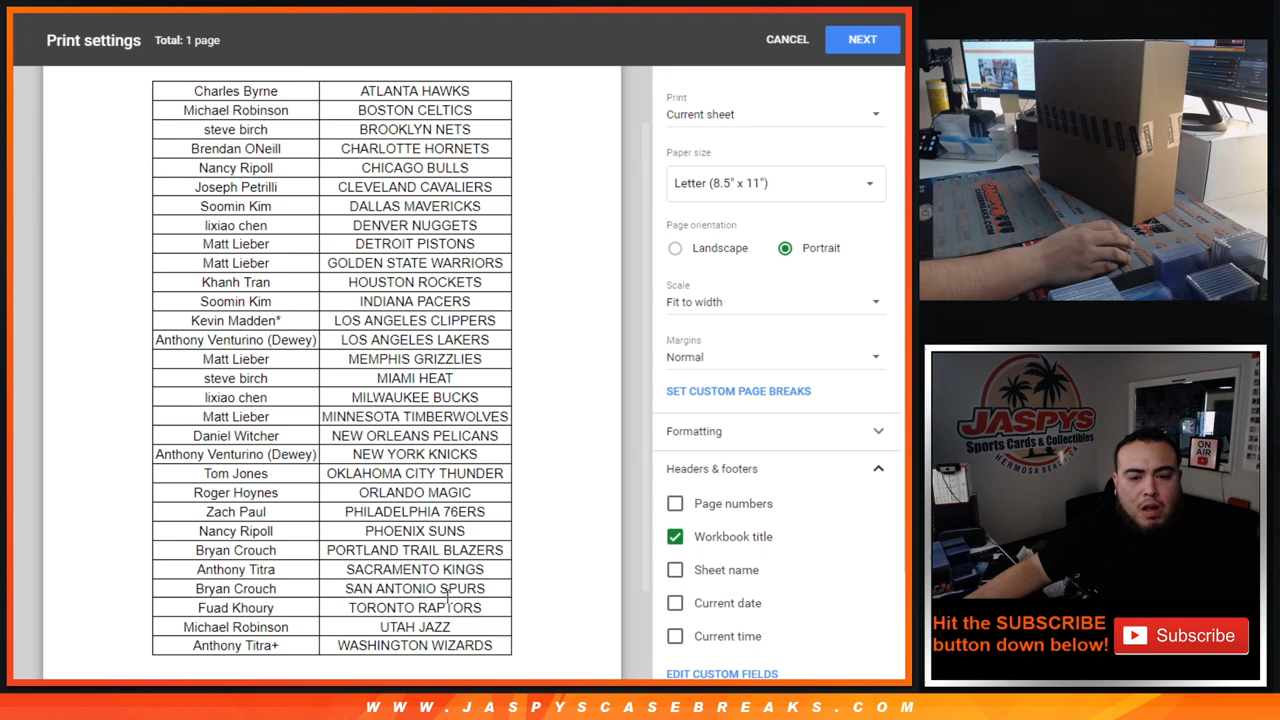 Print settings Total: 1 page CANCEL NEXT
Charles Byrne ATLANTA HAWKS
Michael Robinson BOSTON CELTICS
steve birch BROOKLYN NETS
Brendan ONeill CHARLOTTE HORNETS
Nancy Ripoll CHICAGO BULLS
Joseph Petrilli CLEVELAND CAVALIERS
Soomin Kim DALLAS MAVERICKS
lixiao chen DENVER NUGGETS
Matt Lieber DETROIT PISTONS
Matt Lieber GOLDEN STATE WARRIORS
Khanh Tran HOUSTON ROCKETS
Soomin Kim INDIANA PACERS
Kevin Madden* LOS ANGELES CLIPPERS
Anthony Venturino (Dewey) LOS ANGELES LAKERS
Matt Lieber MEMPHIS GRIZZLIES
steve birch MIAMI HEAT
lixiao chen MILWAUKEE BUCKS
Matt Lieber MINNESOTA TIMBERWOLVES
Daniel Witcher NEW ORLEANS PELICANS
Anthony Venturino (Dewey) NEW YORK KNICKS
Tom Jones OKLAHOMA CITY THUNDER
Roger Hoynes ORLANDO MAGIC
Zach Paul PHILADELPHIA 76ERS
Nancy Ripoll PHOENIX SUNS
Bryan Crouch PORTLAND TRAIL BLAZERS
Anthony Titra SACRAMENTO KINGS
Bryan Crouch SAN ANTONIO SPURS
Fuad Khoury TORONTO RAPTORS
Michael Robinson UTAH JAZZ
Anthony Titra+ WASHINGTON WIZARDS
Print
Current sheet
Paper size
Letter (8.5" x 11")
Page orientation
Landscape Portrait
Scale
Fit to width
Margins
Normal
SET CUSTOM PAGE BREAKS
Formatting
Headers & footers
Page numbers
Workbook title
Sheet name
Current date
Current time
EDIT CUSTOM FIELDS
JASPYS
CASEBREAKS.COM
JASPYS
Sports Cards & Collectibles
HERMOSA BEACH, CA
ON AIR
Hit the SUBSCRIBE
button down below!
Subscribe
WWW.JASPYSCASEBREAKS.COM